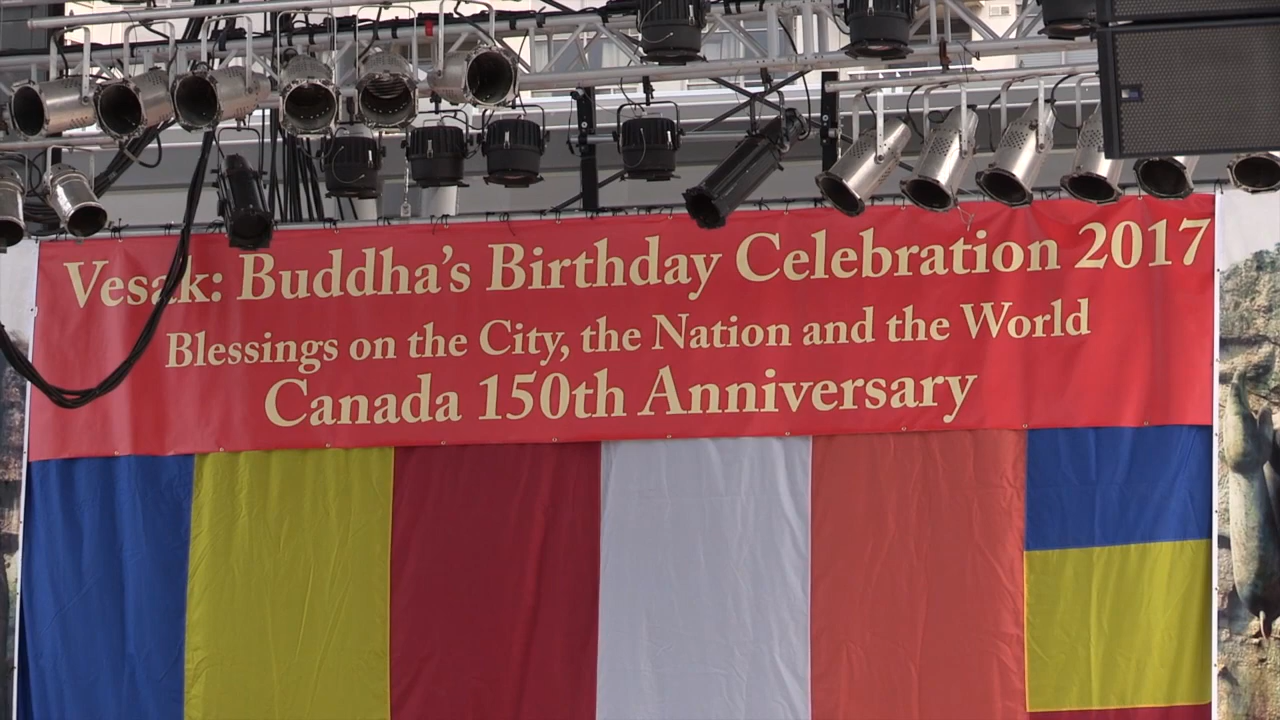 Vesak: Buddha's Birthday Celebration 2017
Blessings on the City, the Nation and the World
Canada 150th Anniversary